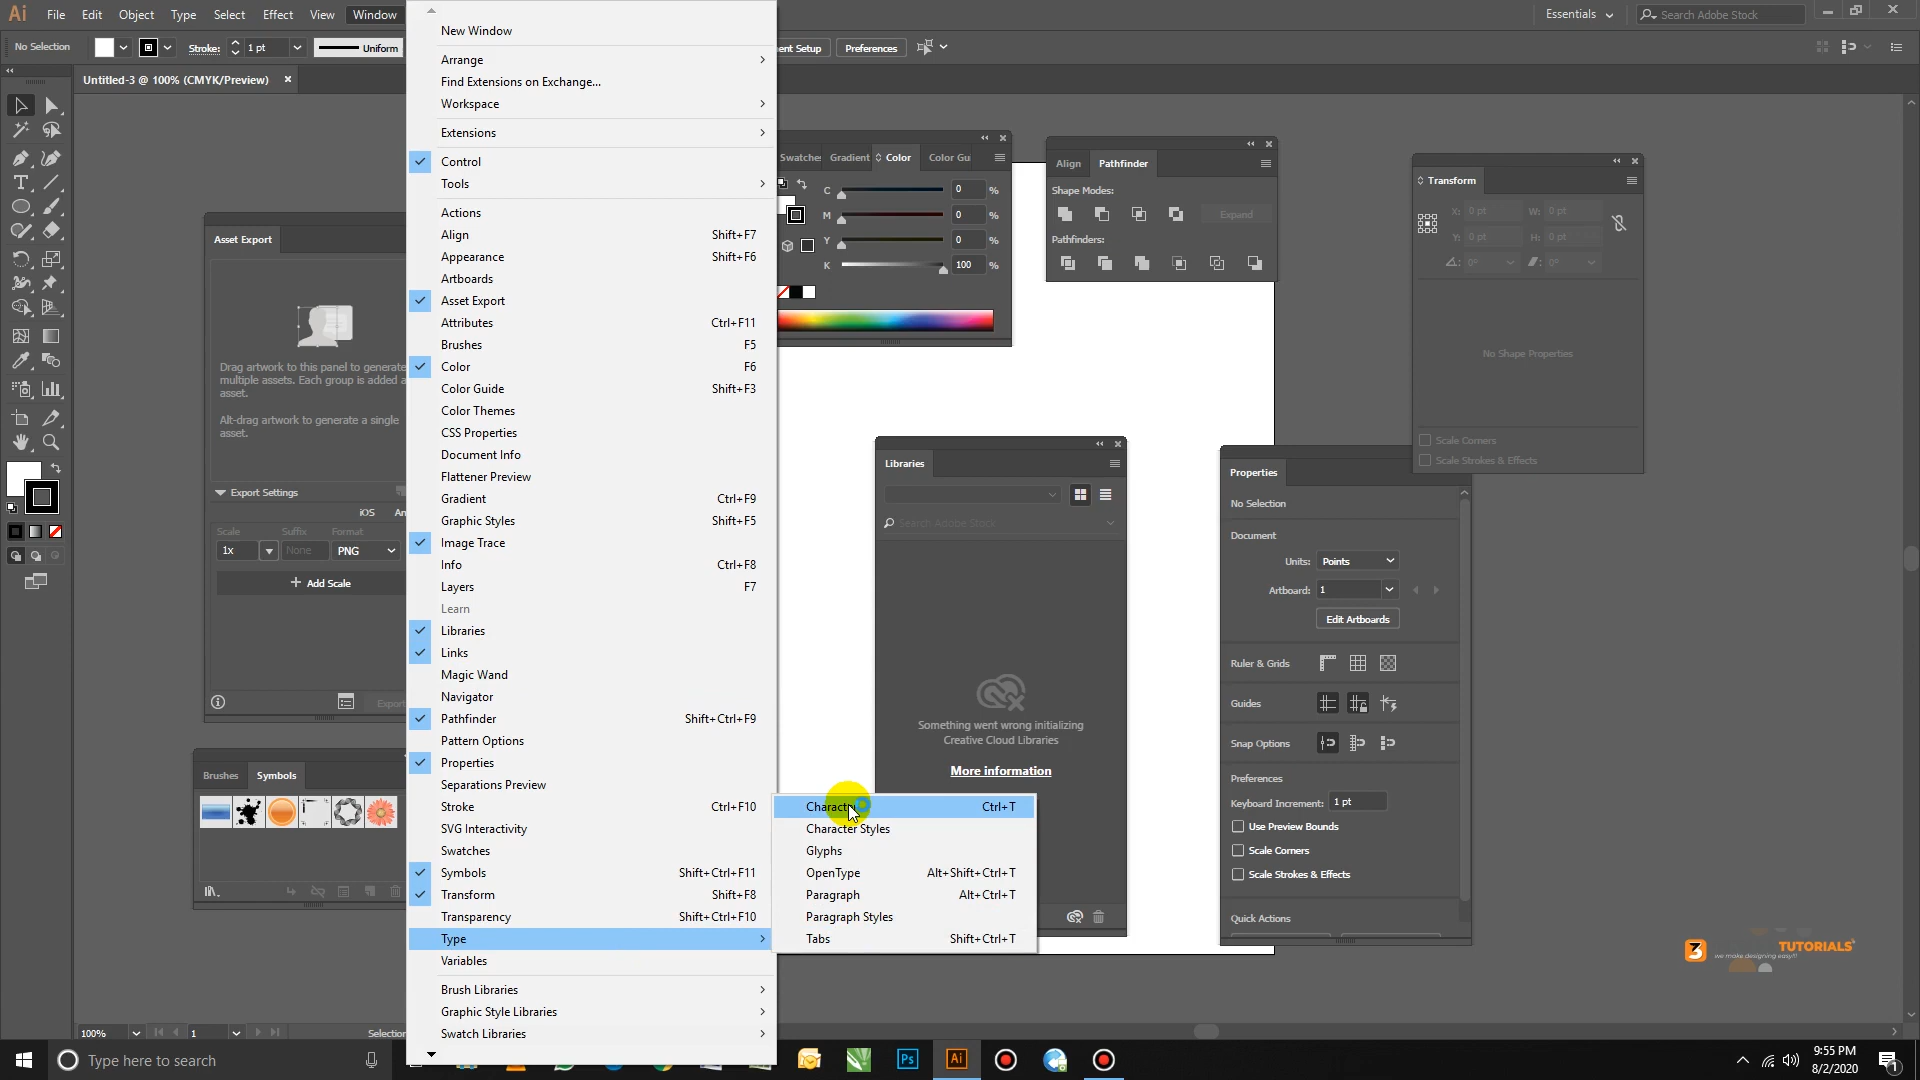 Ai File Edit Object Type Select Effect View Window Essentials Search Adobe Stock
No Selection Stroke: 1 pt Uniform Preferences
Untitled-3 @ 100% (CMYK/Preview)
New Window
Arrange
Find Extensions on Exchange...
Workspace
Extensions
Control
Tools
Actions
Align Shift+F7
Appearance Shift+F6
Artboards
Asset Export
Attributes Ctrl+F11
Brushes F5
Color F6
Color Guide Shift+F3
Color Themes
CSS Properties
Document Info
Flattener Preview
Gradient Ctrl+F9
Graphic Styles Shift+F5
Image Trace
Info Ctrl+F8
Layers F7
Learn
Libraries
Links
Magic Wand
Navigator
Pathfinder Shift+Ctrl+F9
Pattern Options
Properties
Separations Preview
Stroke Ctrl+F10
SVG Interactivity
Swatches
Symbols Shift+Ctrl+F11
Transform Shift+F8
Transparency Shift+Ctrl+F10
Type
Variables
Brush Libraries
Graphic Style Libraries
Swatch Libraries
Character Ctrl+T
Character Styles
Glyphs
OpenType Alt+Shift+Ctrl+T
Paragraph Alt+Ctrl+T
Paragraph Styles
Tabs Shift+Ctrl+T
Asset Export
Drag artwork to this panel to generate
multiple assets. Each group is added a
asset.
Alt-drag artwork to generate a single
asset.
Export Settings
iOS
Scale Suffix Format
1x None PNG
Add Scale
Export
Brushes Symbols
Swatches Gradient Color Color Gu
C 0 %
M 0 %
Y 0 %
K 100 %
Align Pathfinder
Shape Modes:
Expand
Pathfinders:
Transform
X: 0 pt W: 0 pt
Y: 0 pt H: 0 pt
0° 0°
No Shape Properties
Scale Corners
Scale Strokes & Effects
Libraries
Search Adobe Stock
Something went wrong initializing
Creative Cloud Libraries
More information
Properties
No Selection
Document
Units: Points
Artboard: 1
Edit Artboards
Ruler & Grids
Guides
Snap Options
Preferences
Keyboard Increment: 1 pt
Use Preview Bounds
Scale Corners
Scale Strokes & Effects
Quick Actions
3 TUTORIALS
we make designing easy!!!
100% 1 Selection
Type here to search
Ps Ai
9:55 PM
8/2/2020
1